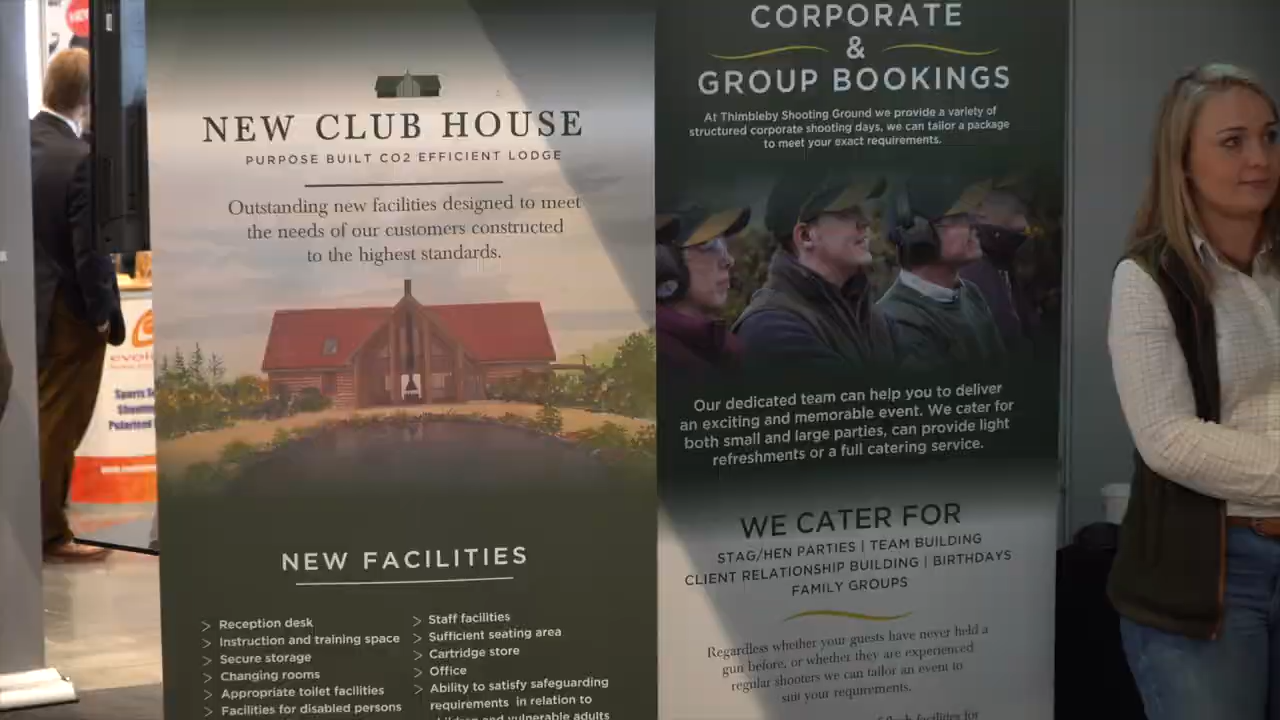 NEW CLUB HOUSE
PURPOSE BUILT CO2 EFFICIENT LODGE
Outstanding new facilities designed to meet
the needs of our customers constructed
to the highest standards.
NEW FACILITIES
> Reception desk
> Instruction and training space
> Secure storage
> Changing rooms
> Appropriate toilet facilities
> Facilities for disabled persons
> Staff facilities
> Sufficient seating area
> Cartridge store
> Office
> Ability to satisfy safeguarding
requirements in relation to
children and vulnerable adults
CORPORATE
&
GROUP BOOKINGS
At Thimbleby Shooting Ground we provide a variety of
structured corporate shooting days, we can tailor a package
to meet your exact requirements.
Our dedicated team can help you to deliver
an exciting and memorable event. We cater for
both small and large parties, can provide light
refreshments or a full catering service.
WE CATER FOR
STAG/HEN PARTIES | TEAM BUILDING
CLIENT RELATIONSHIP BUILDING | BIRTHDAYS
FAMILY GROUPS
Regardless whether your guests have never held a
gun before, or whether they are experienced
regular shooters we can tailor an event to
suit your requirements.
facilities for